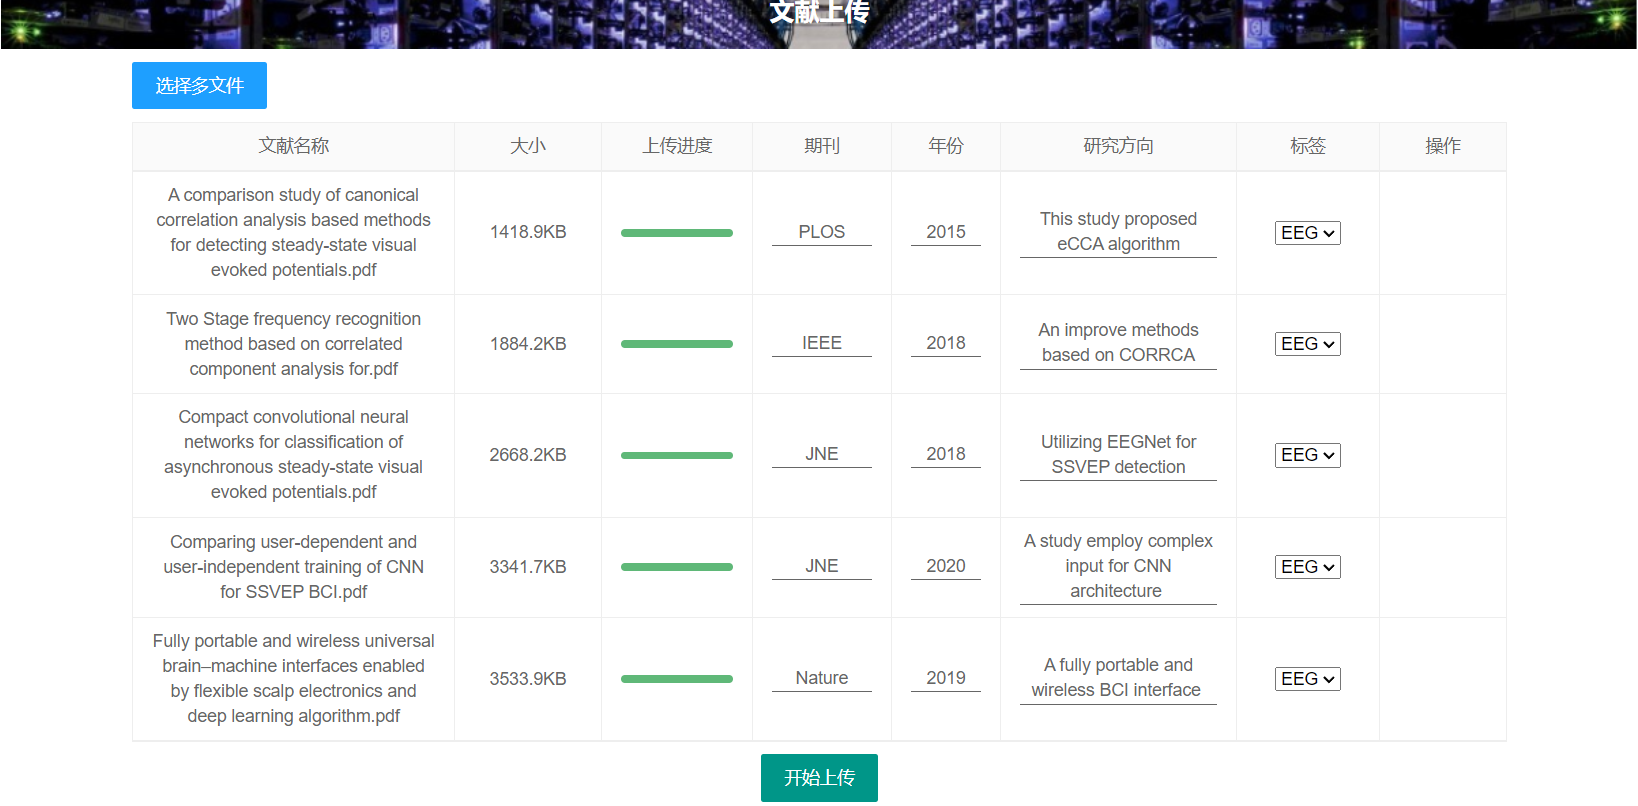 文献上传
选择多文件
文献名称 大小 上传进度 期刊 年份 研究方向 标签 操作
A comparison study of canonical
correlation analysis based methods
for detecting steady-state visual
evoked potentials.pdf
1418.9KB
PLOS
2015
This study proposed
eCCA algorithm
EEG
Two Stage frequency recognition
method based on correlated
component analysis for.pdf
1884.2KB
IEEE
2018
An improve methods
based on CORRCA
EEG
Compact convolutional neural
networks for classification of
asynchronous steady-state visual
evoked potentials.pdf
2668.2KB
JNE
2018
Utilizing EEGNet for
SSVEP detection
EEG
Comparing user-dependent and
user-independent training of CNN
for SSVEP BCI.pdf
3341.7KB
JNE
2020
A study employ complex
input for CNN
architecture
EEG
Fully portable and wireless universal
brain–machine interfaces enabled
by flexible scalp electronics and
deep learning algorithm.pdf
3533.9KB
Nature
2019
A fully portable and
wireless BCI interface
EEG
开始上传